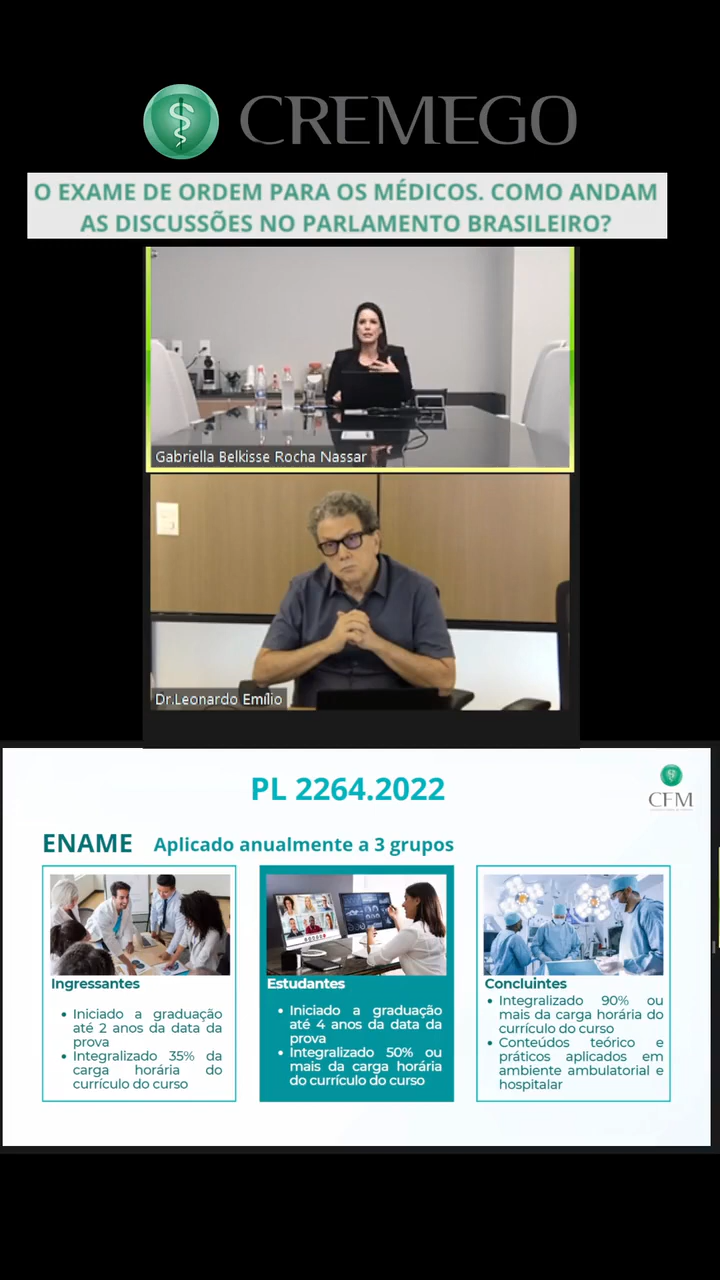 CREMEGO
O EXAME DE ORDEM PARA OS MÉDICOS. COMO ANDAM
AS DISCUSSÕES NO PARLAMENTO BRASILEIRO?
Gabriella Belkisse Rocha Nassar
Dr.Leonardo Emílio
PL 2264.2022
CFM
ENAME Aplicado anualmente a 3 grupos
Ingressantes
• Iniciado a graduação
até 2 anos da data da
prova
• Integralizado 35% da
carga horária do
currículo do curso
Estudantes
• Iniciado a graduação
até 4 anos da data da
prova
• Integralizado 50% ou
mais da carga horária
do currículo do curso
Concluintes
• Integralizado 90% ou
mais da carga horária do
currículo do curso
• Conteúdos teórico e
práticos aplicados em
ambiente ambulatorial e
hospitalar